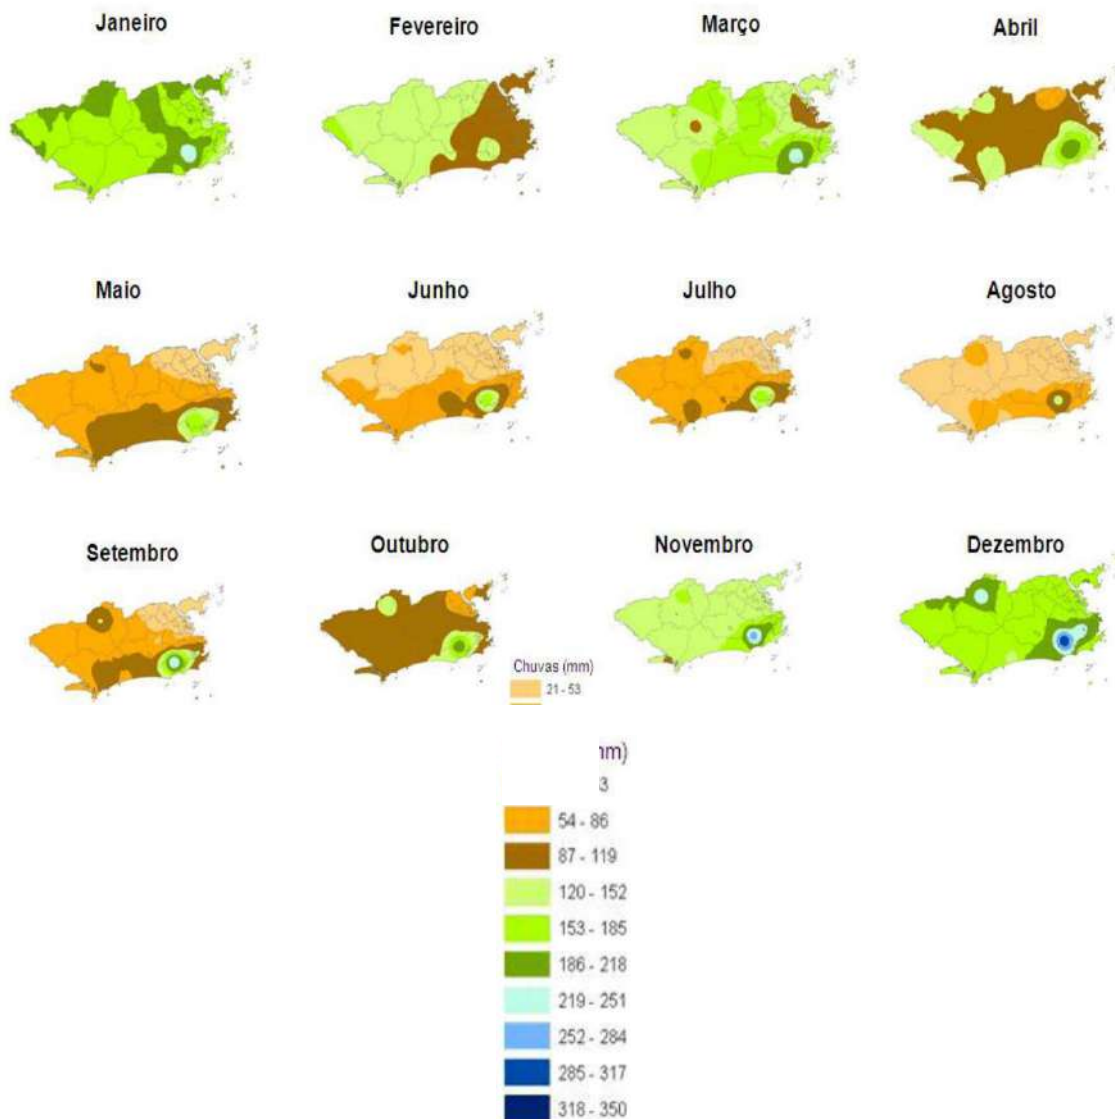 Janeiro
Fevereiro
Março
Abril
Maio
Junho
Julho
Agosto
Setembro
Outubro
Novembro
Dezembro
Chuvas (mm)
21 - 53
54 - 86
87 - 119
120 - 152
153 - 185
186 - 218
219 - 251
252 - 284
285 - 317
318 - 350